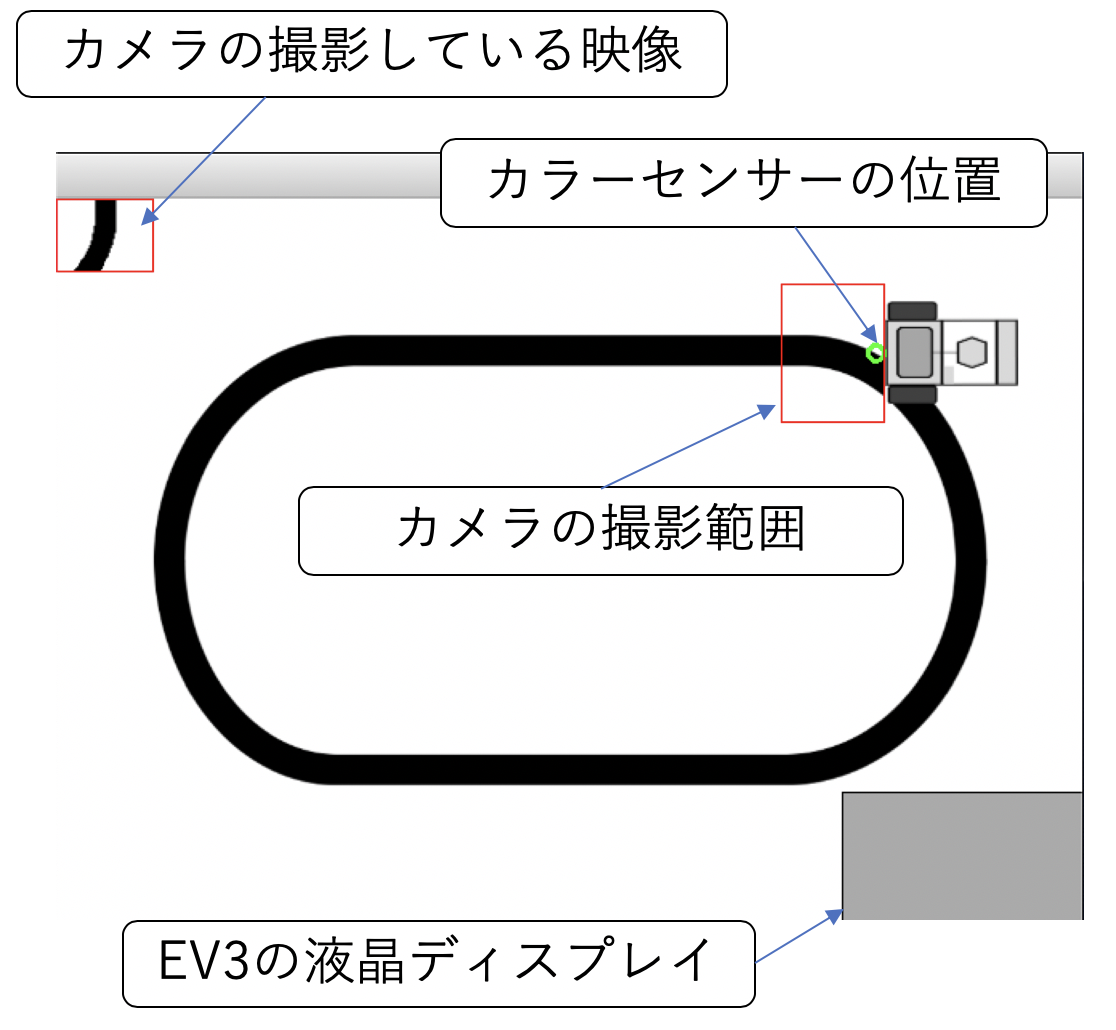 カメラの撮影している映像
カラーセンサーの位置
カメラの撮影範囲
EV3の液晶ディスプレイ